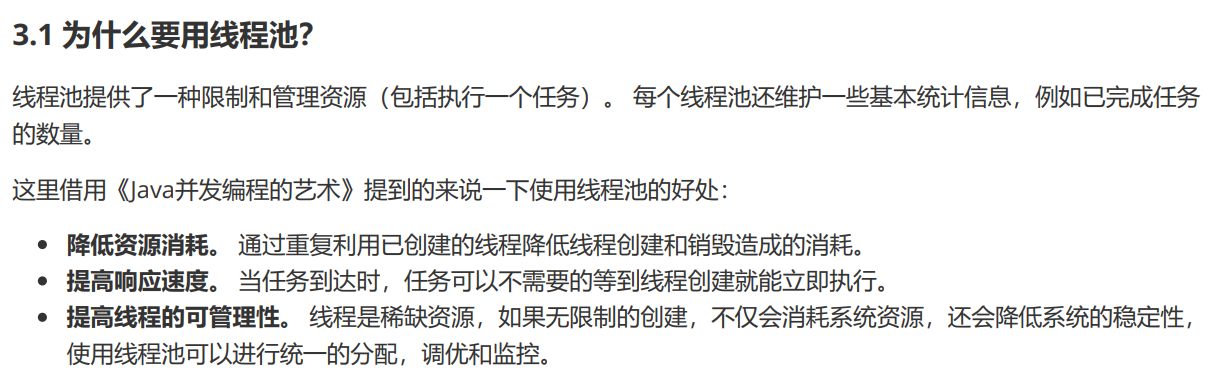 3.1 为什么要用线程池？
线程池提供了一种限制和管理资源（包括执行一个任务）。 每个线程池还维护一些基本统计信息，例如已完成任务
的数量。
这里借用《Java并发编程的艺术》提到的来说一下使用线程池的好处：
• 降低资源消耗。 通过重复利用已创建的线程降低线程创建和销毁造成的消耗。
• 提高响应速度。 当任务到达时，任务可以不需要的等到线程创建就能立即执行。
• 提高线程的可管理性。 线程是稀缺资源，如果无限制的创建，不仅会消耗系统资源，还会降低系统的稳定性，
使用线程池可以进行统一的分配，调优和监控。